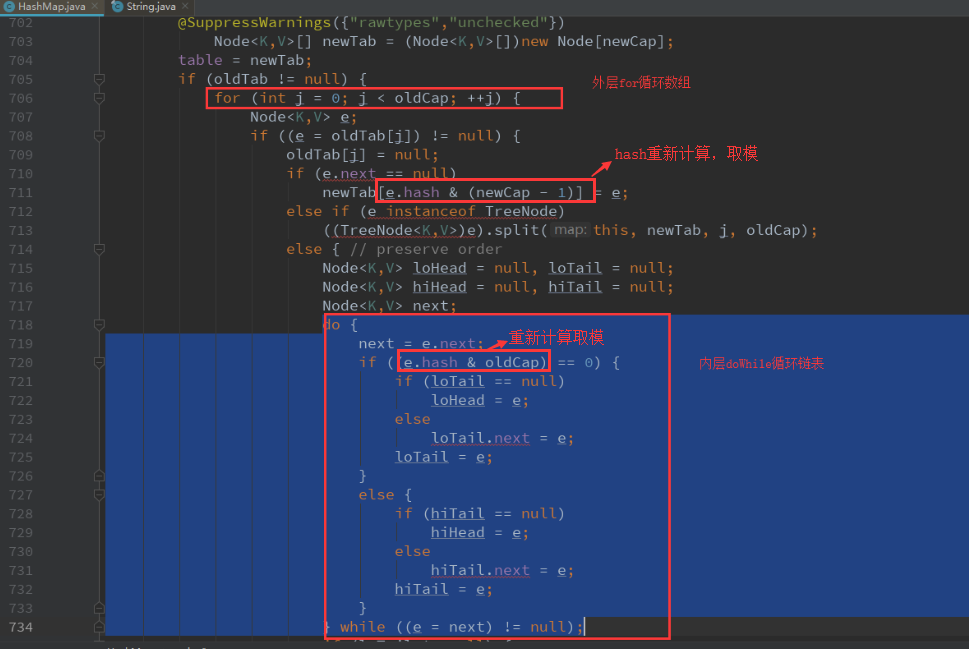 HashMap.java × String.java ×
702 @SuppressWarnings({"rawtypes","unchecked"})
703 Node<K,V>[] newTab = (Node<K,V>[])new Node[newCap];
704 table = newTab;
705 if (oldTab != null) {
706 for (int j = 0; j < oldCap; ++j) {
外层for循环数组
707 Node<K,V> e;
708 if ((e = oldTab[j]) != null) {
709 oldTab[j] = null;
hash重新计算，取模
710 if (e.next == null)
711 newTab[e.hash & (newCap - 1)] = e;
712 else if (e instanceof TreeNode)
713 ((TreeNode<K,V>)e).split( map: this, newTab, j, oldCap);
714 else { // preserve order
715 Node<K,V> loHead = null, loTail = null;
716 Node<K,V> hiHead = null, hiTail = null;
717 Node<K,V> next;
718 do {
719 next = e.next;
重新计算取模
720 if ((e.hash & oldCap) == 0) {
内层doWhile循环链表
721 if (loTail == null)
722 loHead = e;
723 else
724 loTail.next = e;
725 loTail = e;
726 }
727 else {
728 if (hiTail == null)
729 hiHead = e;
730 else
731 hiTail.next = e;
732 hiTail = e;
733 }
734 } while ((e = next) != null);